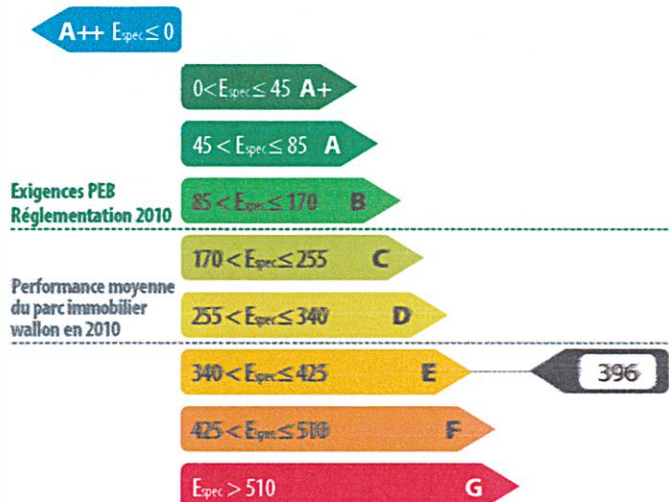 A++ Espec ≤ 0
0 < Espec ≤ 45 A+
45 < Espec ≤ 85 A
Exigences PEB
Réglementation 2010
85 < Espec ≤ 170 B
170 < Espec ≤ 255 C
Performance moyenne
du parc immobilier
wallon en 2010
255 < Espec ≤ 340 D
340 < Espec ≤ 425 E
396
425 < Espec ≤ 510 F
Espec > 510 G